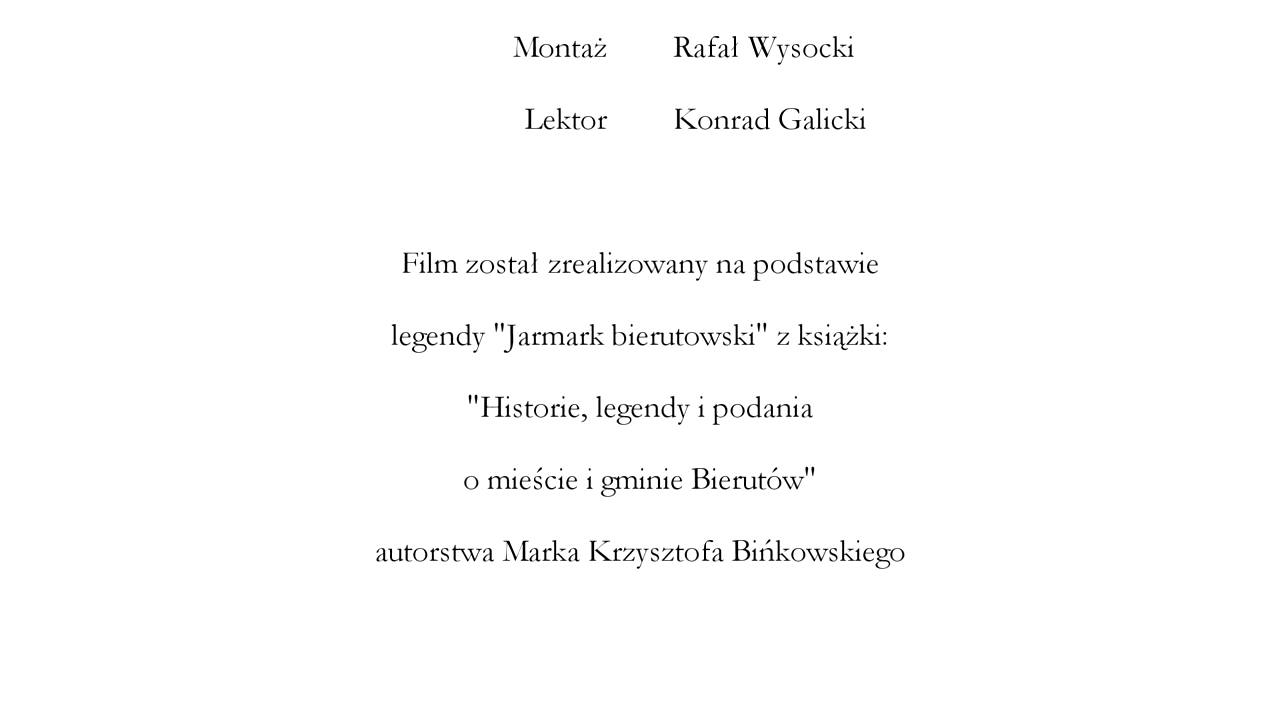 Montaż Rafał Wysocki
Lektor Konrad Galicki
Film został zrealizowany na podstawie
legendy "Jarmark bierutowski" z książki:
"Historie, legendy i podania
o mieście i gminie Bierutów"
autorstwa Marka Krzysztofa Bińkowskiego